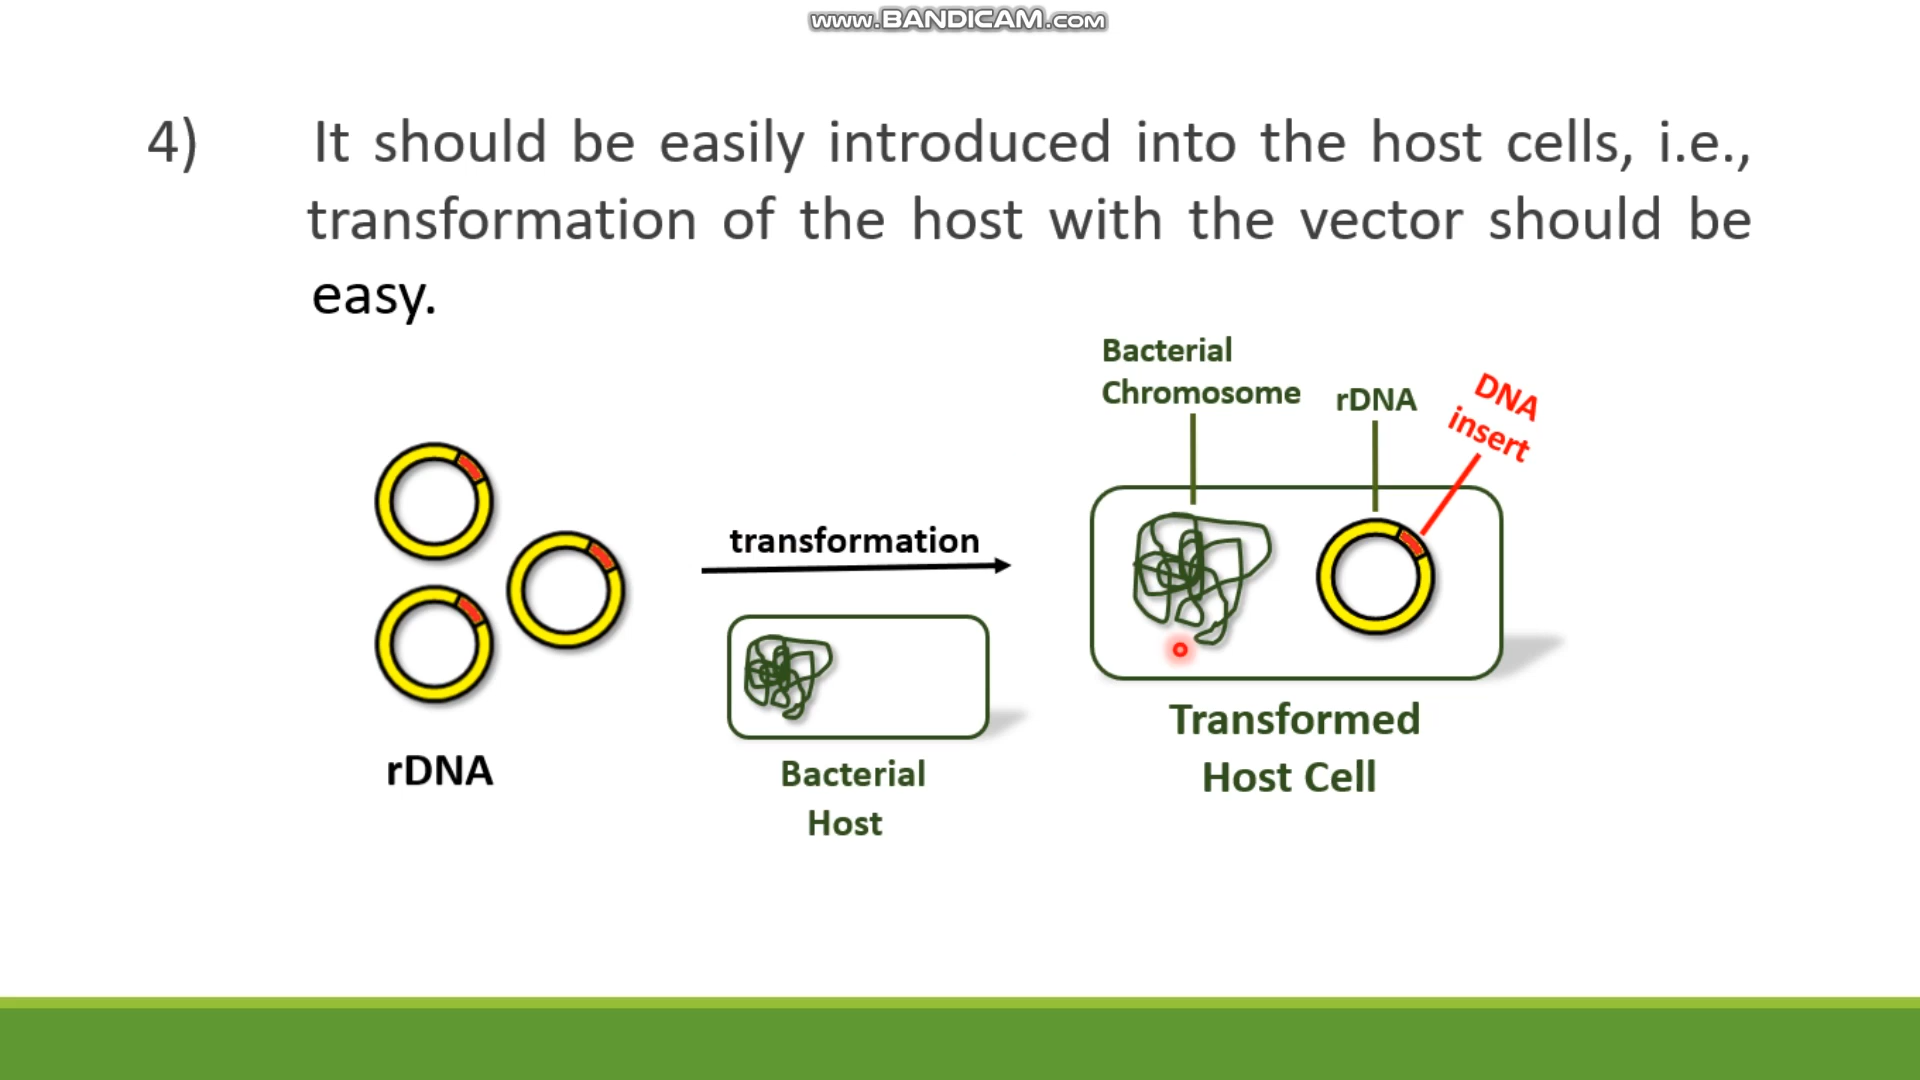 www.BANDICAM.com
4) It should be easily introduced into the host cells, i.e.,
transformation of the host with the vector should be
easy.
Bacterial
Chromosome
rDNA
DNA
insert
transformation
rDNA
Bacterial
Host
Transformed
Host Cell